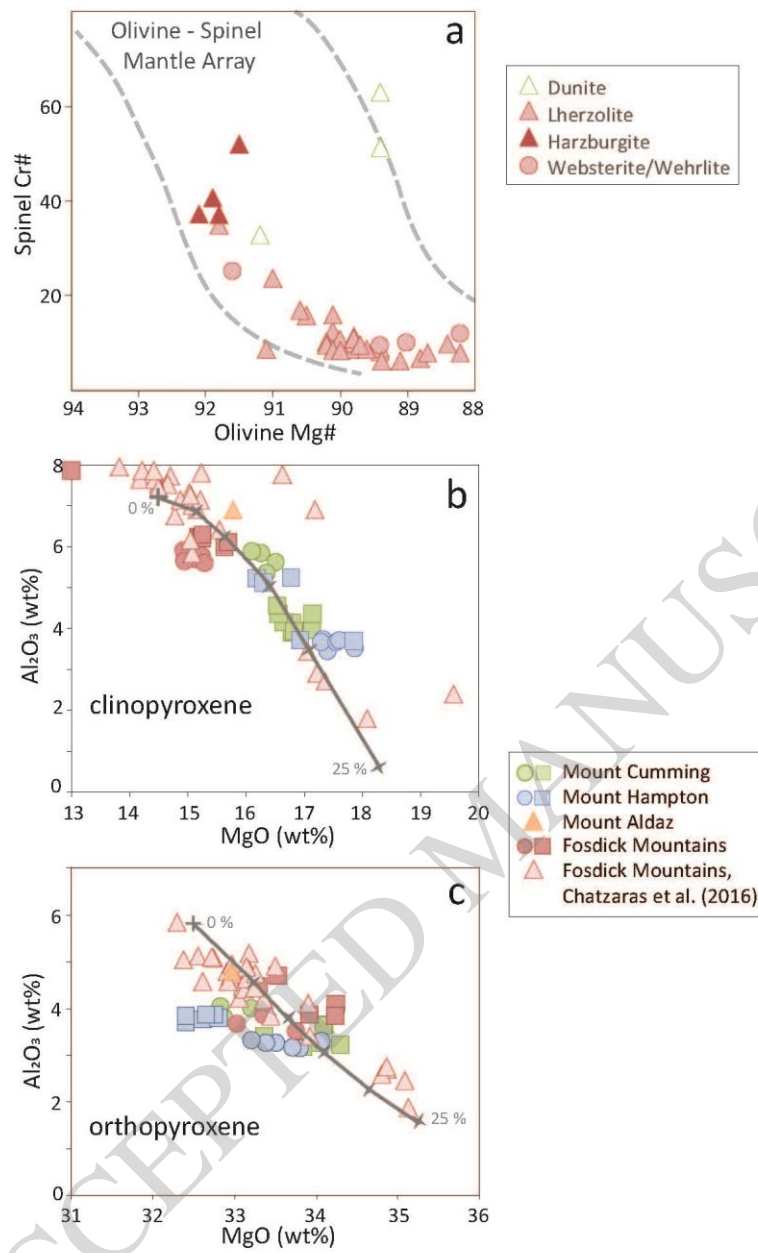 a
Olivine - Spinel
Mantle Array
60
40
20
Spinel Cr#
94 93 92 91 90 89 88
Olivine Mg#
Dunite
Lherzolite
Harzburgite
Websterite/Wehrlite
b
8
6
4
2
0
Al₂O₃ (wt%)
0 %
clinopyroxene
25 %
13 14 15 16 17 18 19 20
MgO (wt%)
Mount Cumming
Mount Hampton
Mount Aldaz
Fosdick Mountains
Fosdick Mountains,
Chatzaras et al. (2016)
c
6
4
2
0
Al₂O₃ (wt%)
0 %
25 %
orthopyroxene
31 32 33 34 35 36
MgO (wt%)
ACCEPTED MANUSC